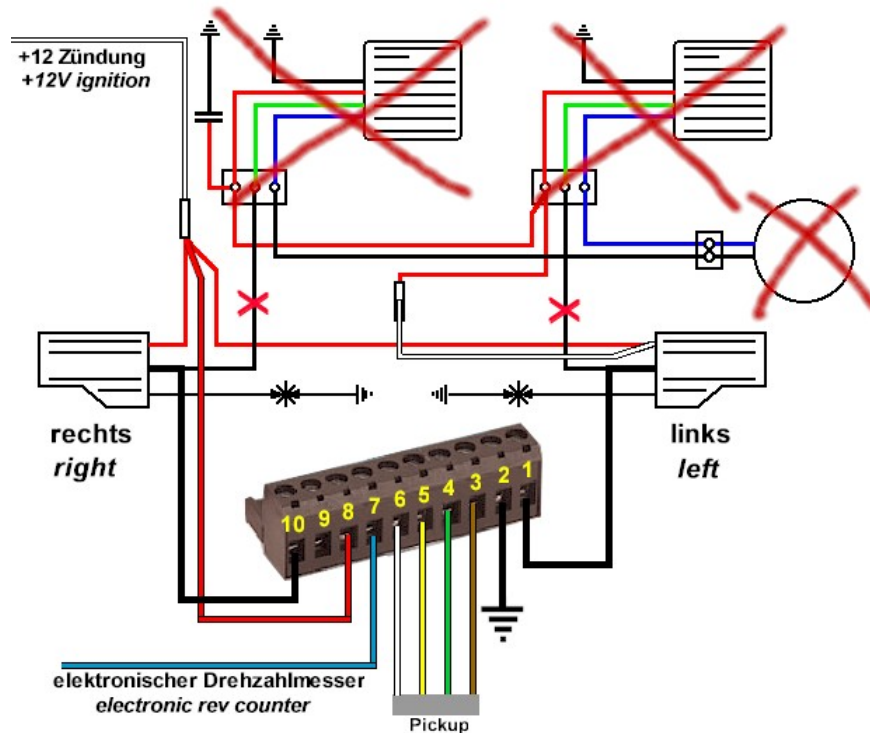 +12 Zündung
+12V ignition
rechts
right
links
left
10 9 8 7 6 5 4 3 2 1
elektronischer Drehzahlmesser
electronic rev counter
Pickup